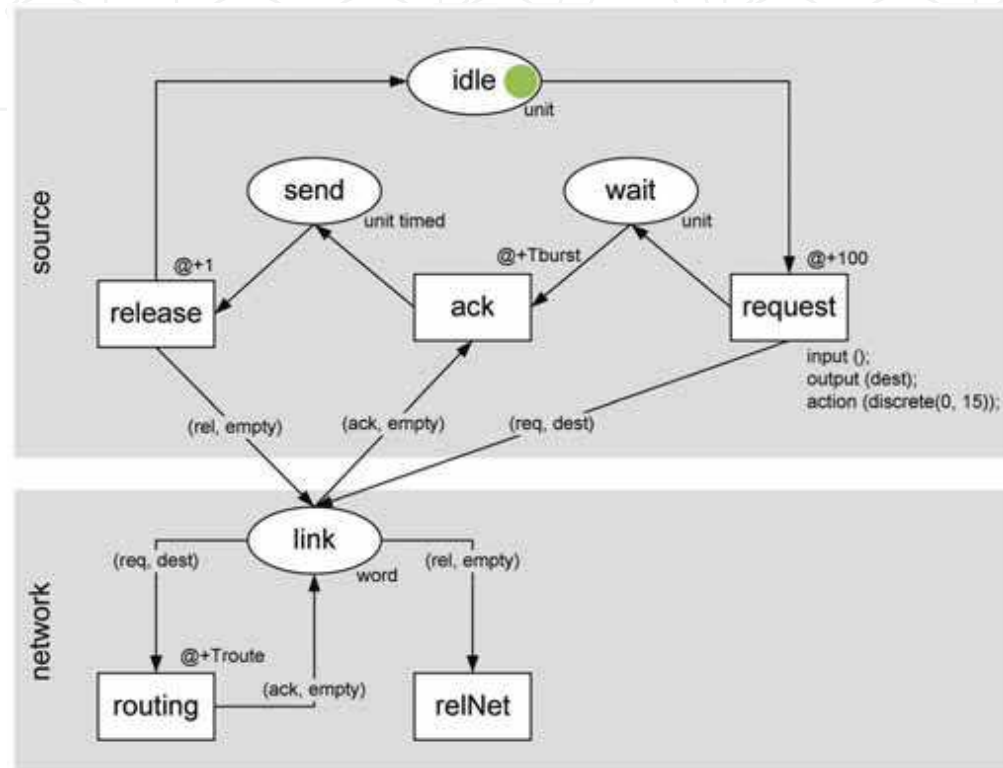 source
idle
unit
send
unit timed
wait
unit
@+1
release
@+Tburst
ack
@+100
request
input ();
output (dest);
action (discrete(0, 15));
(rel, empty)
(ack, empty)
(req, dest)
network
link
word
(req, dest)
(rel, empty)
@+Troute
routing
(ack, empty)
relNet